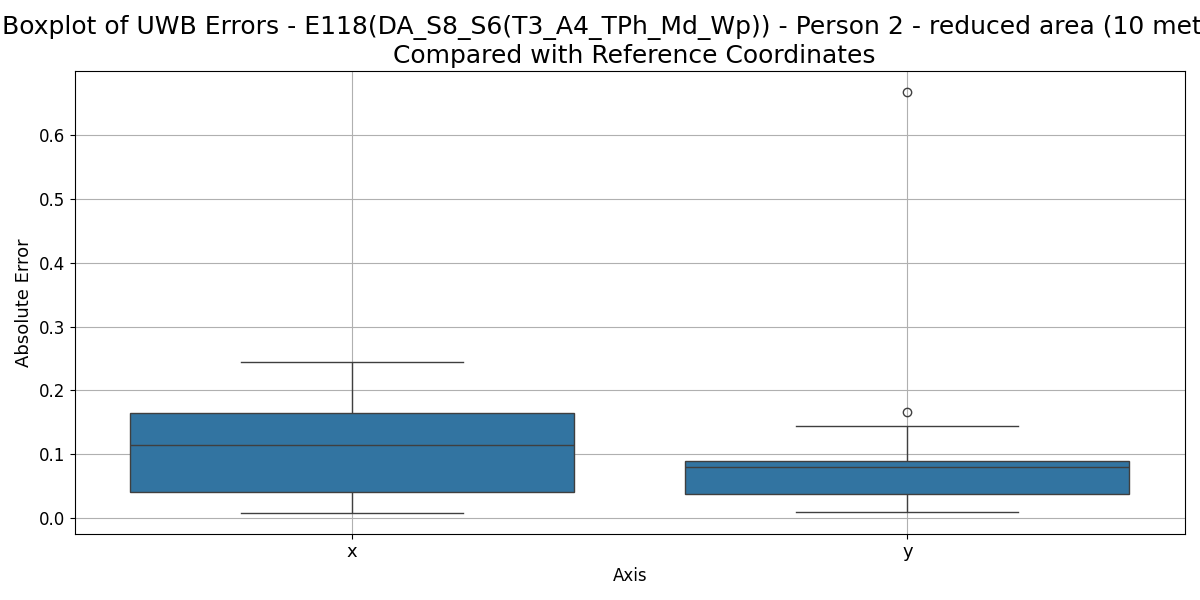 Boxplot of UWB Errors - E118(DA_S8_S6(T3_A4_TPh_Md_Wp)) - Person 2 - reduced area (10 met
Compared with Reference Coordinates
0.6
0.5
0.4
0.3
0.2
0.1
0.0
Absolute Error
x
y
Axis